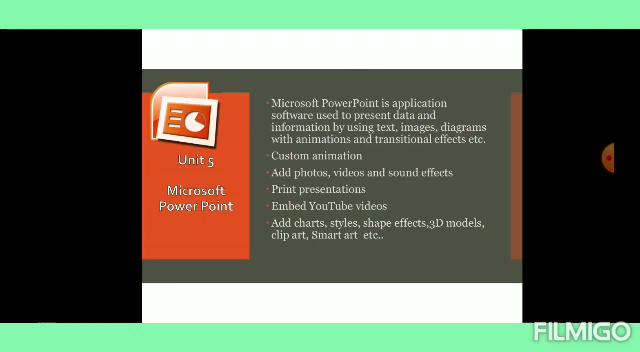 Unit 5
Microsoft
Power Point
Microsoft PowerPoint is application
software used to present data and
information by using text, images, diagrams
with animations and transitional effects etc.
Custom animation
Add photos, videos and sound effects
Print presentations
Embed YouTube videos
Add charts, styles, shape effects,3D models,
clip art, Smart art etc..
FILMIGO